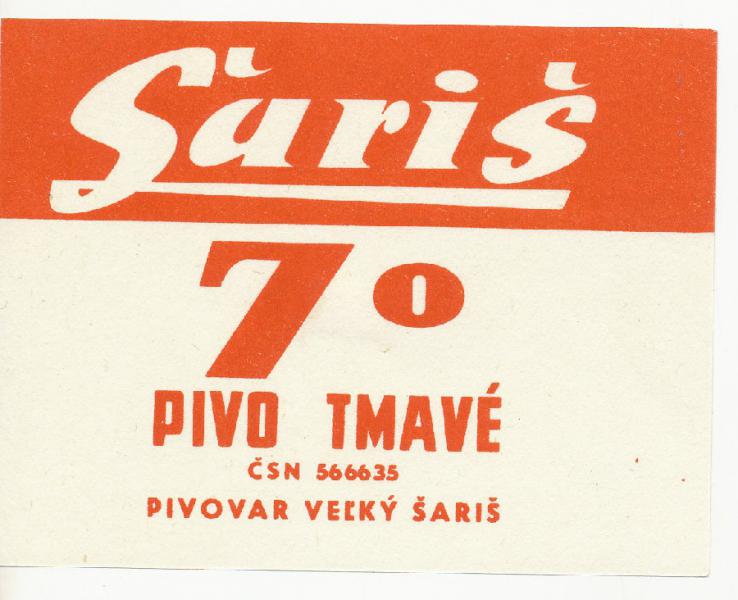 Šariš
7°
PIVO TMAVÉ
ČSN 566635
PIVOVAR VEĽKÝ ŠARIŠ